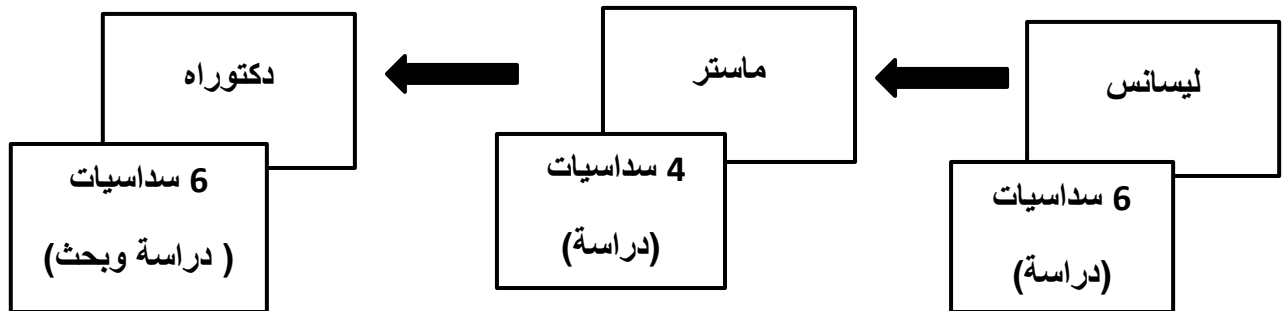 ليسانس
6 سداسيات
(دراسة)
ماستر
4 سداسيات
(دراسة)
دكتوراه
6 سداسيات
( دراسة وبحث)